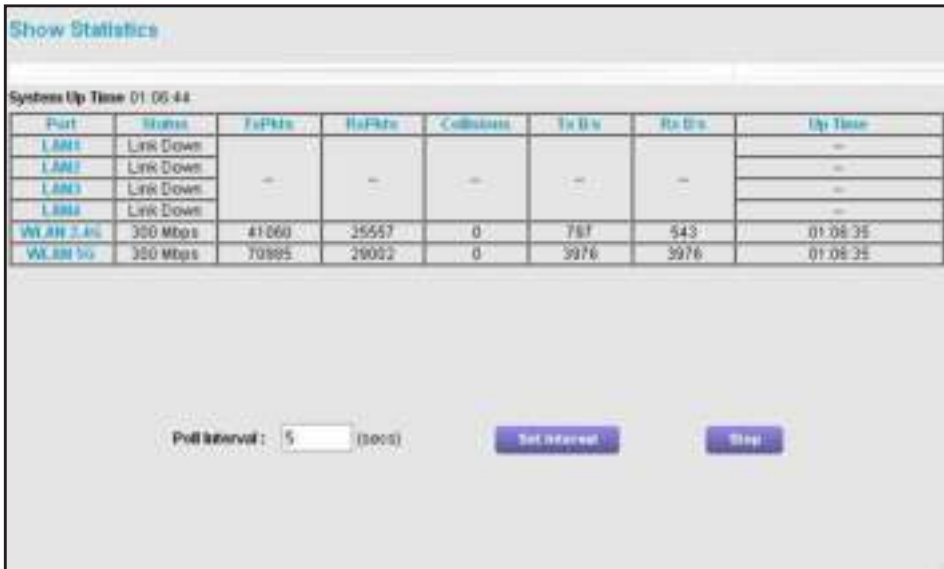 Show Statistics
System Up Time 01:06:44
Port Status TxPkts RxPkts Collisions Tx B/s Rx B/s Up Time
LAN1 Link Down -- -- -- -- -- --
LAN2 Link Down --
LAN3 Link Down --
LAN4 Link Down --
WLAN 2.4G 300 Mbps 41060 25557 0 797 543 01:06:35
WLAN 5G 300 Mbps 70985 29002 0 3976 3976 01:06:35
Poll Interval : 5 (secs) Set Interval Stop